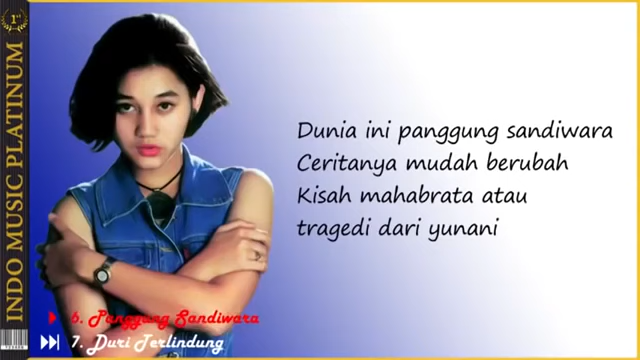 1st
INDO MUSIC PLATINUM
Dunia ini panggung sandiwara
Ceritanya mudah berubah
Kisah mahabrata atau
tragedi dari yunani
6. Panggung Sandiwara
7. Duri Terlindung